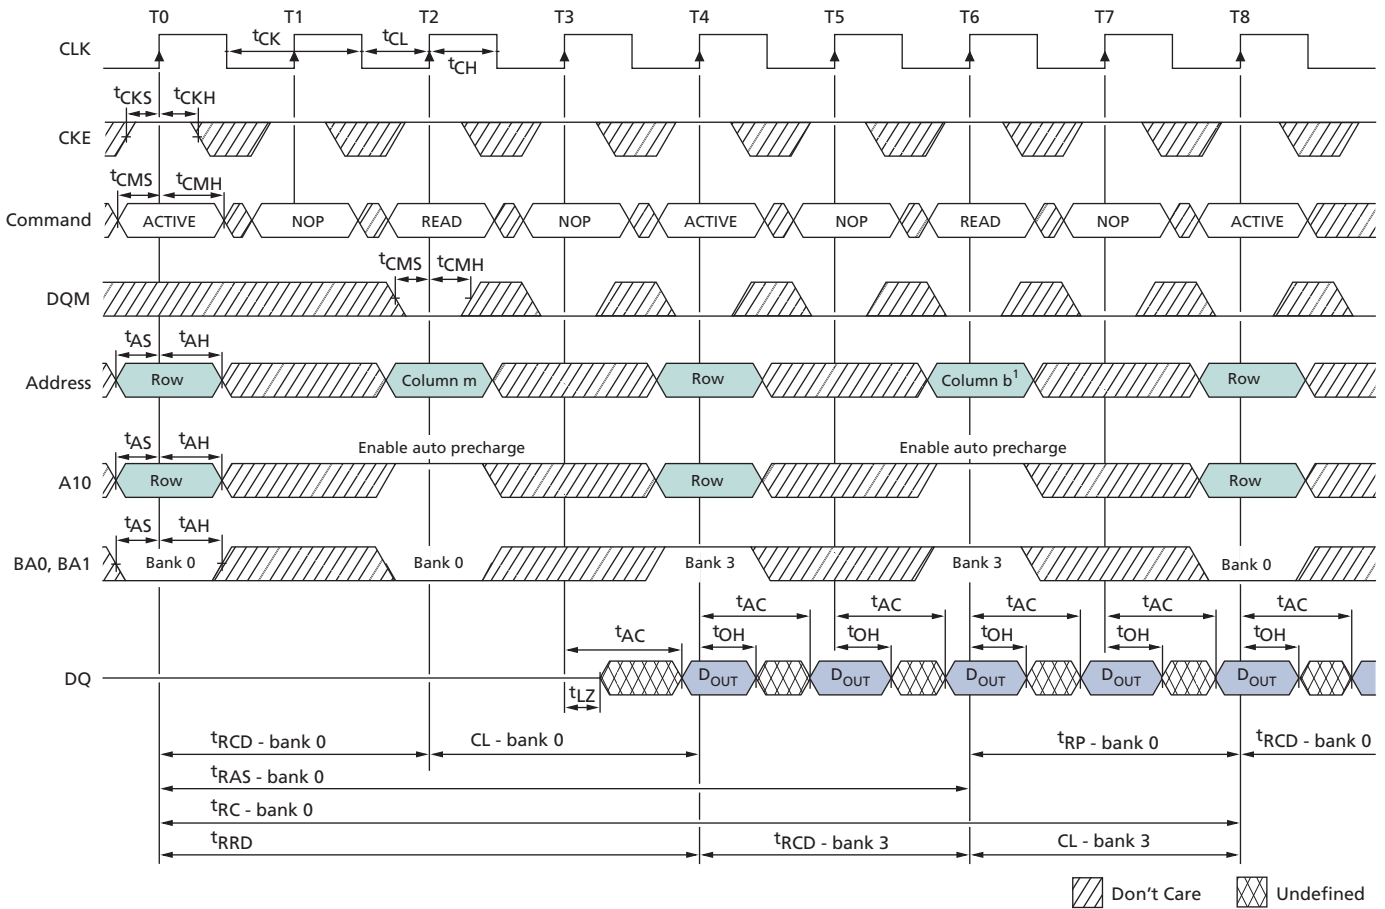 T0 T1 T2 T3 T4 T5 T6 T7 T8
CLK tCK tCL tCH
tCKS tCKH
CKE
tCMS tCMH
Command ACTIVE NOP READ NOP ACTIVE NOP READ NOP ACTIVE
tCMS tCMH
DQM
tAS tAH
Address Row Column m Row Column b1 Row
tAS tAH Enable auto precharge Enable auto precharge
A10 Row Row Row
tAS tAH
BA0, BA1 Bank 0 Bank 0 Bank 3 Bank 3 Bank 0
tAC tAC tAC tAC tAC
tAC tOH tOH tOH tOH tOH
DQ DOUT DOUT DOUT DOUT DOUT
tLZ
tRCD - bank 0 CL - bank 0 tRP - bank 0 tRCD - bank 0
tRAS - bank 0
tRC - bank 0
tRRD tRCD - bank 3 CL - bank 3
Don't Care Undefined